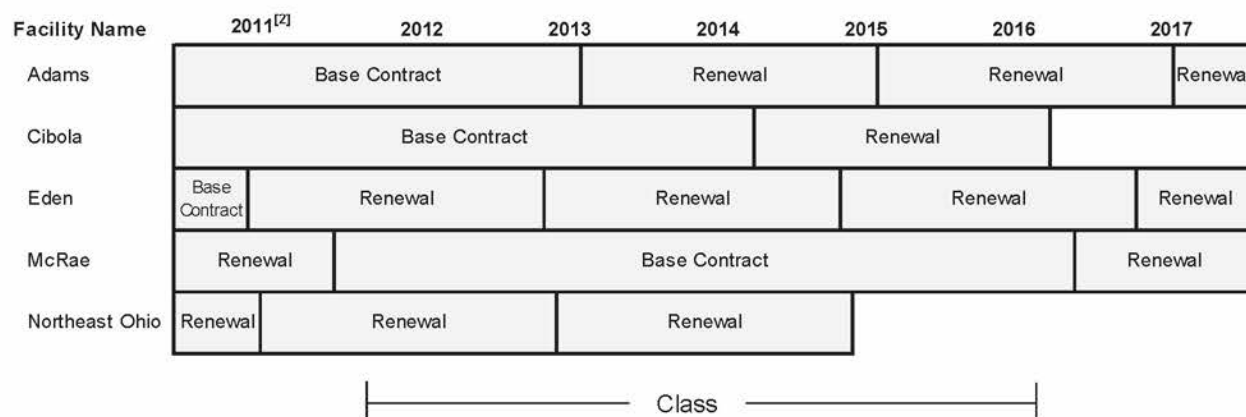 Facility Name 2011[2] 2012 2013 2014 2015 2016 2017
Adams Base Contract Renewal Renewal Renewa
Cibola Base Contract Renewal
Eden Base Contract Renewal Renewal Renewal Renewal
McRae Renewal Base Contract Renewal
Northeast Ohio Renewal Renewal Renewal
Class